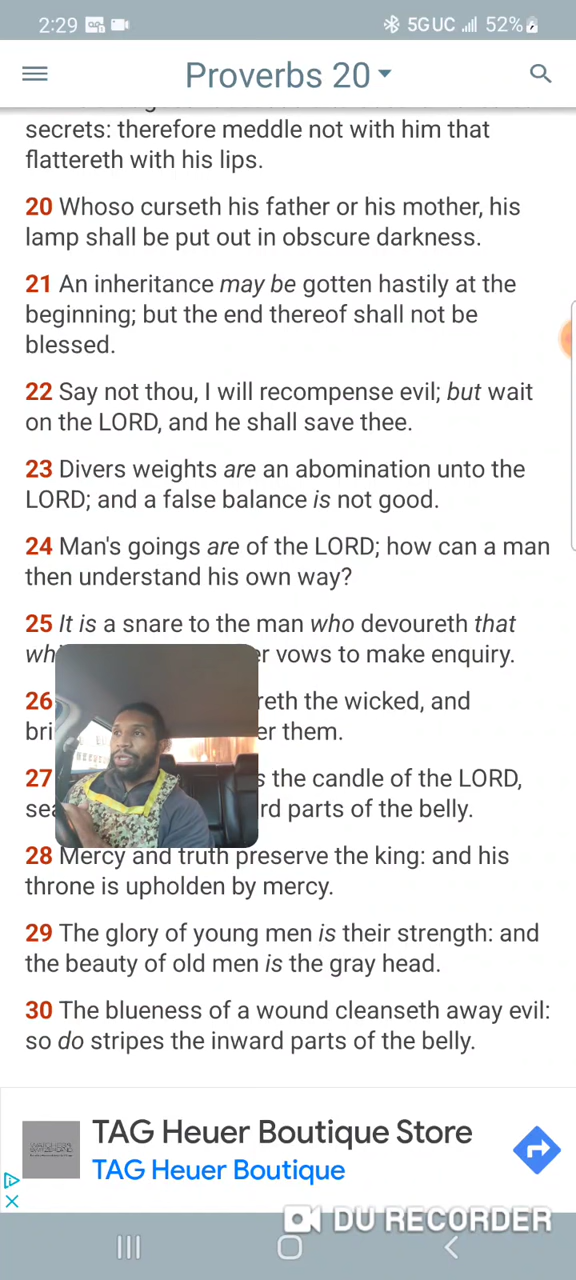 2:29 5G UC 52%
Proverbs 20
secrets: therefore meddle not with him that
flattereth with his lips.
20 Whoso curseth his father or his mother, his
lamp shall be put out in obscure darkness.
21 An inheritance may be gotten hastily at the
beginning; but the end thereof shall not be
blessed.
22 Say not thou, I will recompense evil; but wait
on the LORD, and he shall save thee.
23 Divers weights are an abomination unto the
LORD; and a false balance is not good.
24 Man's goings are of the LORD; how can a man
then understand his own way?
25 It is a snare to the man who devoureth that
vows to make enquiry.
26 the wicked, and
them.
27 the candle of the LORD,
parts of the belly.
28 Mercy and truth preserve the king: and his
throne is upholden by mercy.
29 The glory of young men is their strength: and
the beauty of old men is the gray head.
30 The blueness of a wound cleanseth away evil:
so do stripes the inward parts of the belly.
TAG Heuer Boutique Store
TAG Heuer Boutique
DU RECORDER